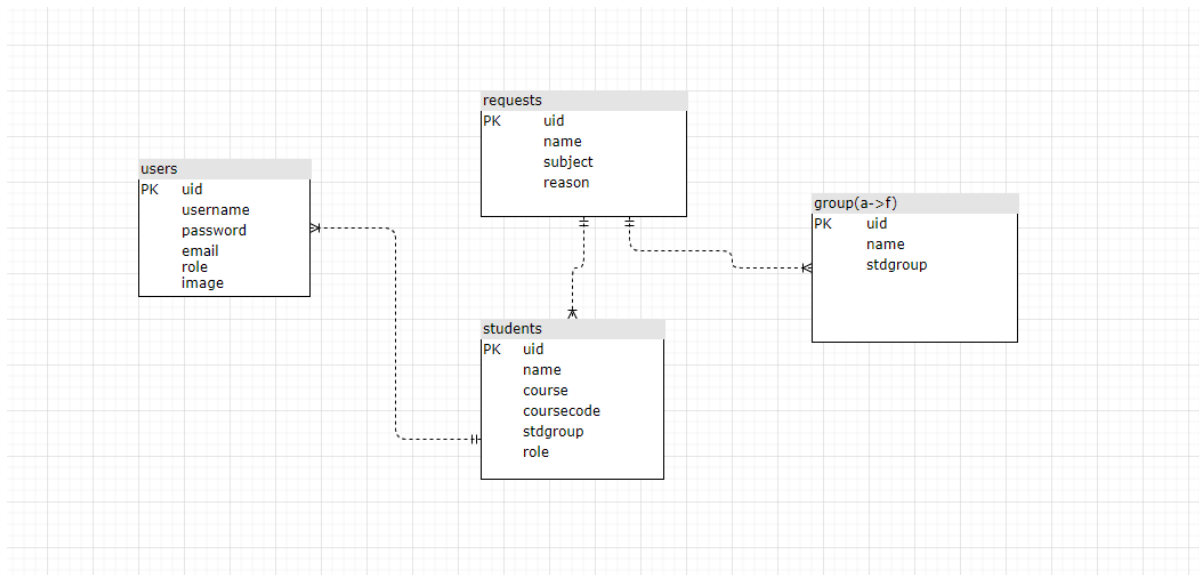 users
PK uid
username
password
email
role
image
requests
PK uid
name
subject
reason
students
PK uid
name
course
coursecode
stdgroup
role
group(a->f)
PK uid
name
stdgroup